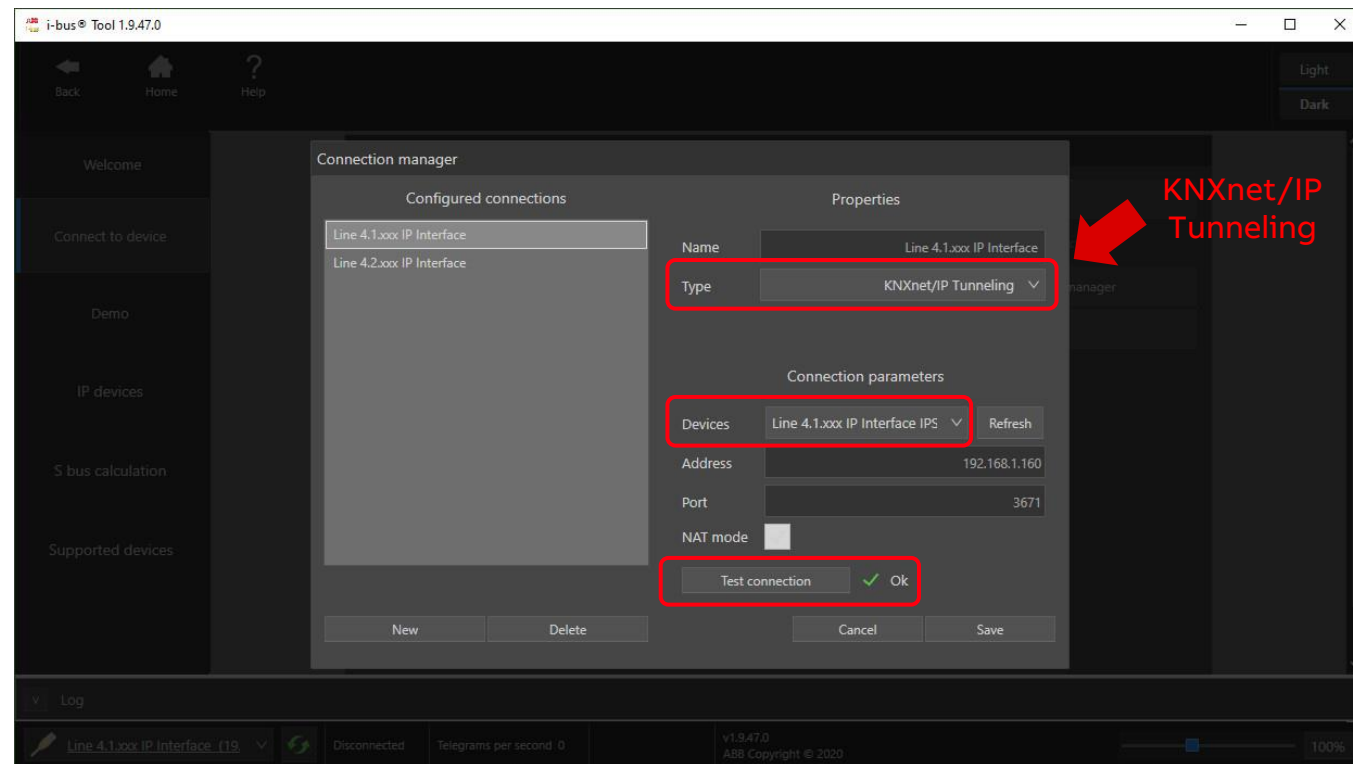 i-bus® Tool 1.9.47.0
Back
Home
Help
Light
Dark
Welcome
Connect to device
Demo
IP devices
S bus calculation
Supported devices
Connection manager
Configured connections
Line 4.1.xxx IP Interface
Line 4.2.xxx IP Interface
New
Delete
Properties
Name
Line 4.1.xxx IP Interface
Type
KNXnet/IP Tunneling
manager
Connection parameters
Devices
Line 4.1.xxx IP Interface IPS
Refresh
Address
192.168.1.160
Port
3671
NAT mode
Test connection
Ok
Cancel
Save
KNXnet/IP
Tunneling
Log
Line 4.1.xxx IP Interface (19.
Disconnected
Telegrams per second 0
v1.9.47.0
ABB Copyright © 2020
100%